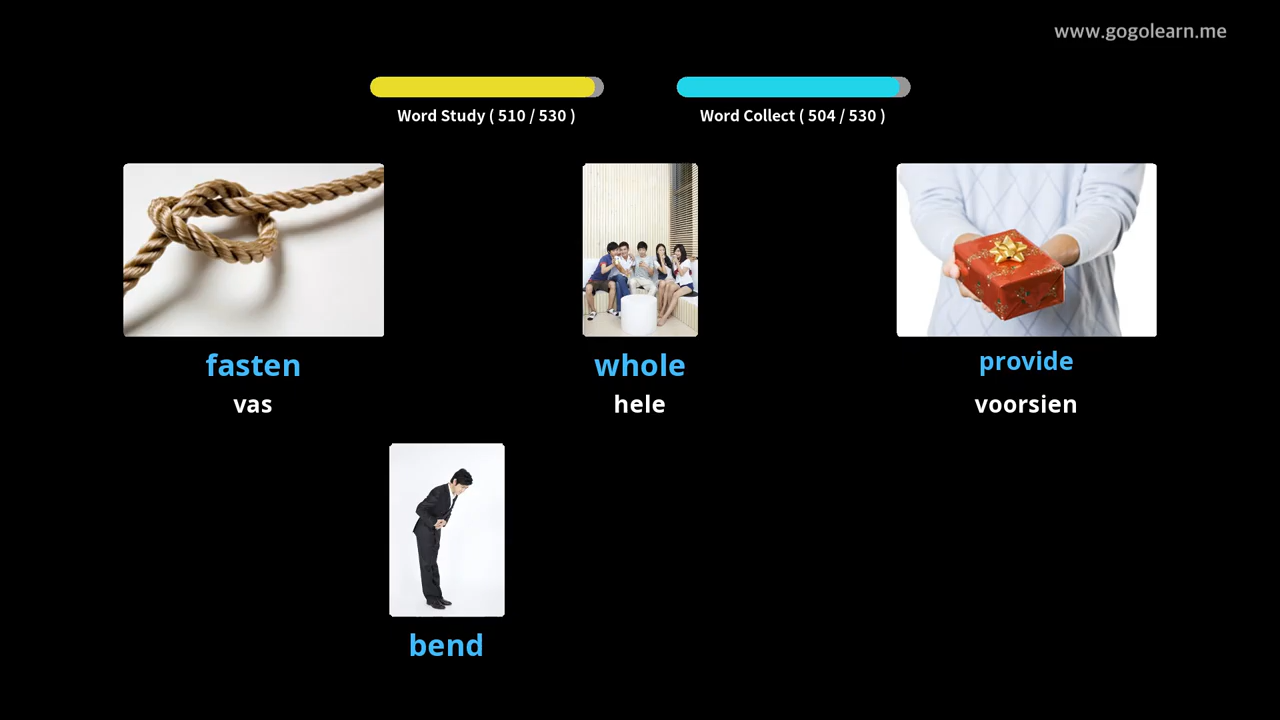 www.gogolearn.me
Word Study ( 510 / 530 )
Word Collect ( 504 / 530 )
fasten
vas
whole
hele
provide
voorsien
bend